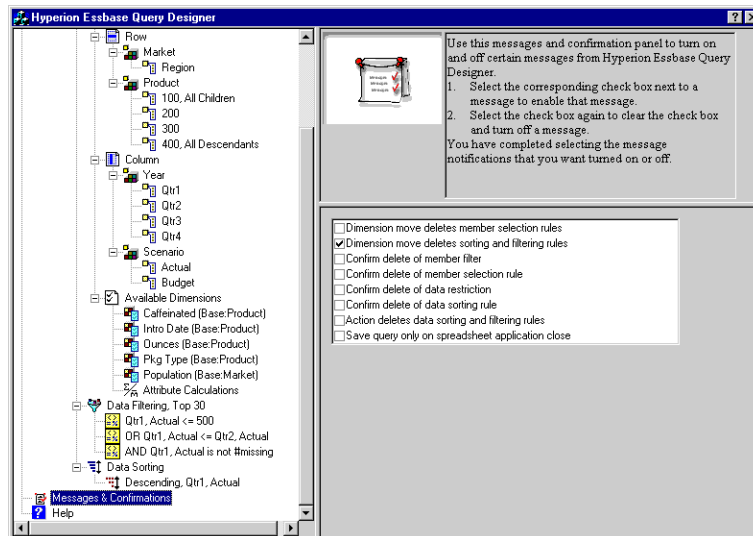 Hyperion Essbase Query Designer
Row
Market
Region
Product
100, All Children
200
300
400, All Descendants
Column
Year
Qtr1
Qtr2
Qtr3
Qtr4
Scenario
Actual
Budget
Available Dimensions
Caffeinated (Base:Product)
Intro Date (Base:Product)
Ounces (Base:Product)
Pkg Type (Base:Product)
Population (Base:Market)
Attribute Calculations
Data Filtering, Top 30
Qtr1, Actual <= 500
OR Qtr1, Actual <= Qtr2, Actual
AND Qtr1, Actual is not #missing
Data Sorting
Descending, Qtr1, Actual
Messages & Confirmations
Help
Use this messages and confirmation panel to turn on
and off certain messages from Hyperion Essbase Query
Designer.
1. Select the corresponding check box next to a
message to enable that message.
2. Select the check box again to clear the check box
and turn off a message.
You have completed selecting the message
notifications that you want turned on or off.
Dimension move deletes member selection rules
Dimension move deletes sorting and filtering rules
Confirm delete of member filter
Confirm delete of member selection rule
Confirm delete of data restriction
Confirm delete of data sorting rule
Action deletes data sorting and filtering rules
Save query only on spreadsheet application close